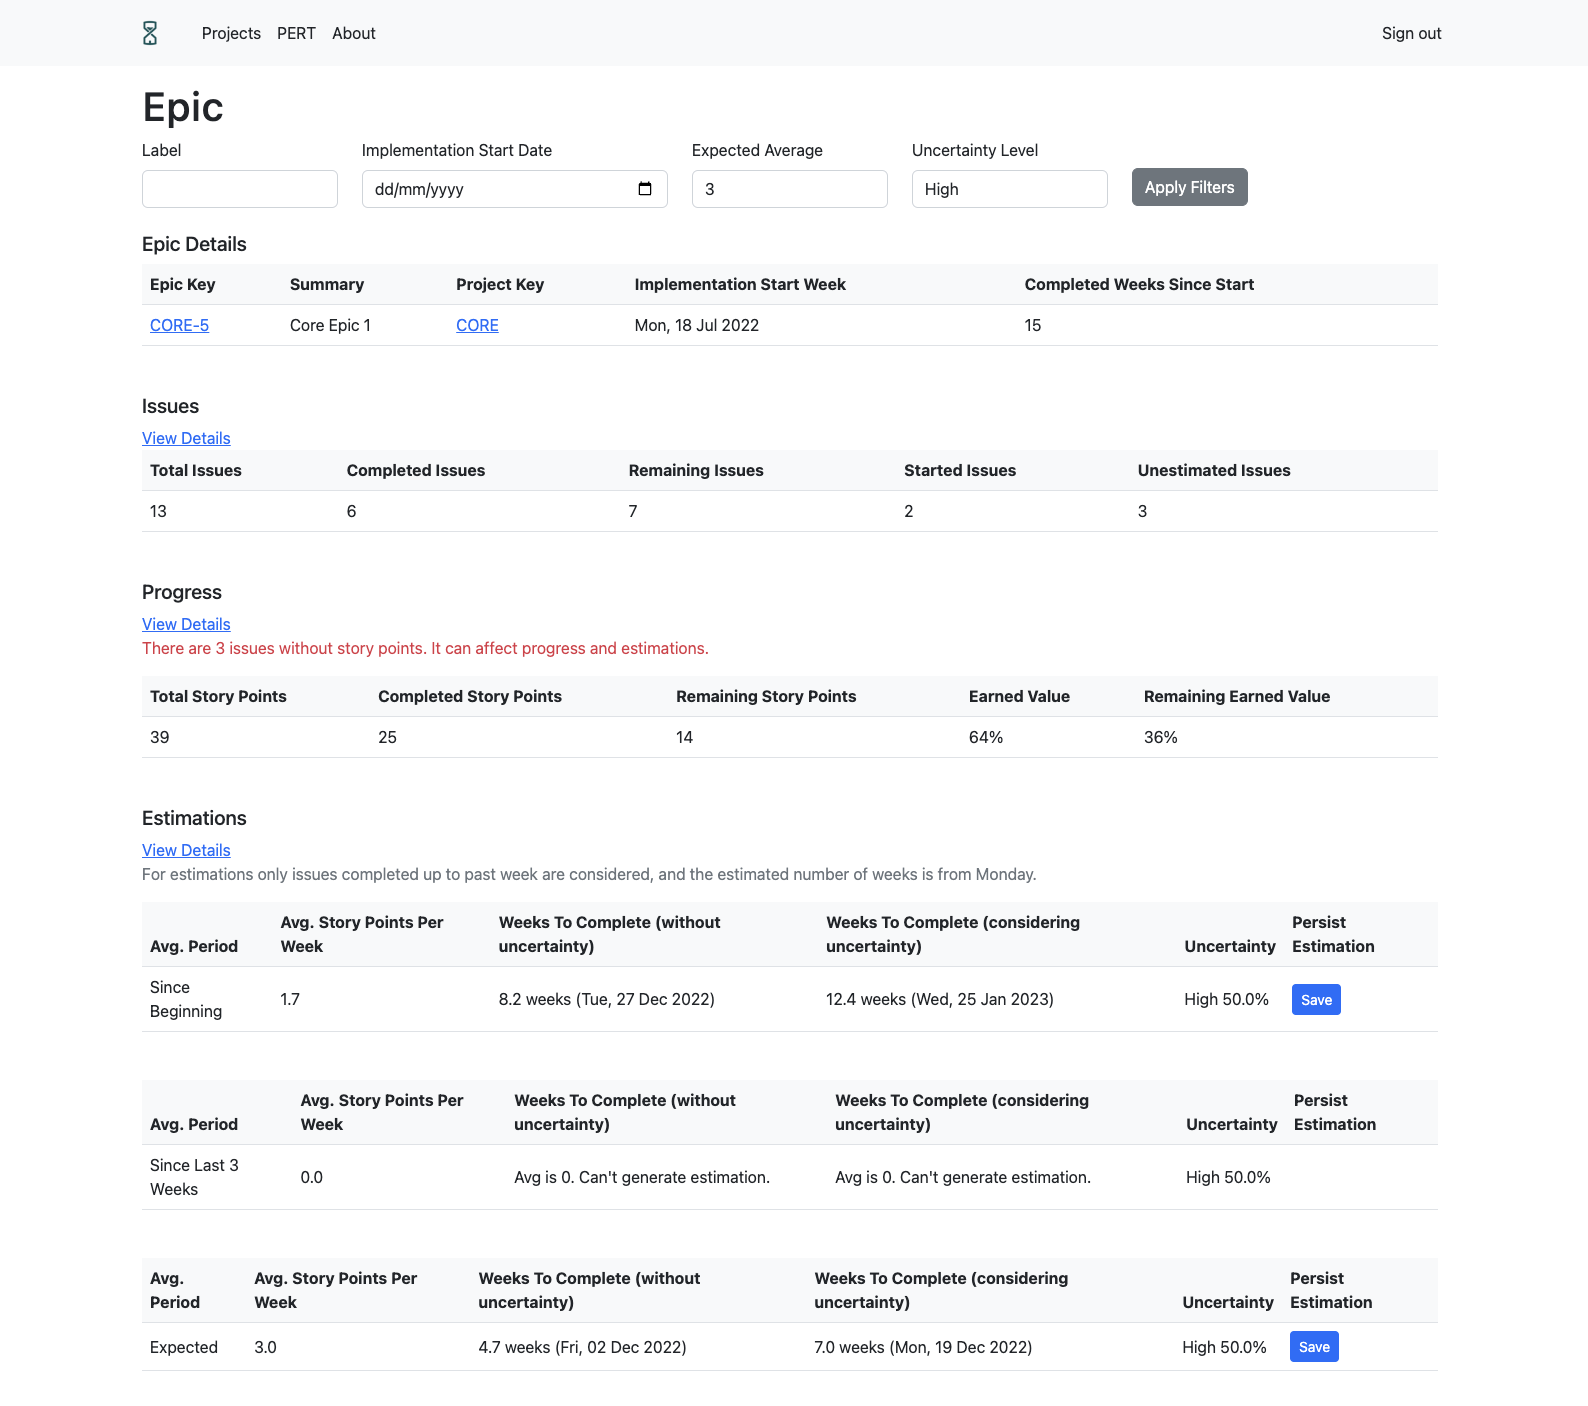 Projects PERT About Sign out
Epic
Label Implementation Start Date Expected Average Uncertainty Level
dd/mm/yyyy 3 High Apply Filters
Epic Details
Epic Key Summary Project Key Implementation Start Week Completed Weeks Since Start
CORE-5 Core Epic 1 CORE Mon, 18 Jul 2022 15
Issues
View Details
Total Issues Completed Issues Remaining Issues Started Issues Unestimated Issues
13 6 7 2 3
Progress
View Details
There are 3 issues without story points. It can affect progress and estimations.
Total Story Points Completed Story Points Remaining Story Points Earned Value Remaining Earned Value
39 25 14 64% 36%
Estimations
View Details
For estimations only issues completed up to past week are considered, and the estimated number of weeks is from Monday.
Avg. Story Points Per Weeks To Complete (without Weeks To Complete (considering Persist
Avg. Period Week uncertainty) uncertainty) Uncertainty Estimation
Since
Beginning 1.7 8.2 weeks (Tue, 27 Dec 2022) 12.4 weeks (Wed, 25 Jan 2023) High 50.0% Save
Avg. Story Points Per Weeks To Complete (without Weeks To Complete (considering Persist
Avg. Period Week uncertainty) uncertainty) Uncertainty Estimation
Since Last 3
Weeks 0.0 Avg is 0. Can't generate estimation. Avg is 0. Can't generate estimation. High 50.0%
Avg. Avg. Story Points Per Weeks To Complete (without Weeks To Complete (considering Persist
Period Week uncertainty) uncertainty) Uncertainty Estimation
Expected 3.0 4.7 weeks (Fri, 02 Dec 2022) 7.0 weeks (Mon, 19 Dec 2022) High 50.0% Save